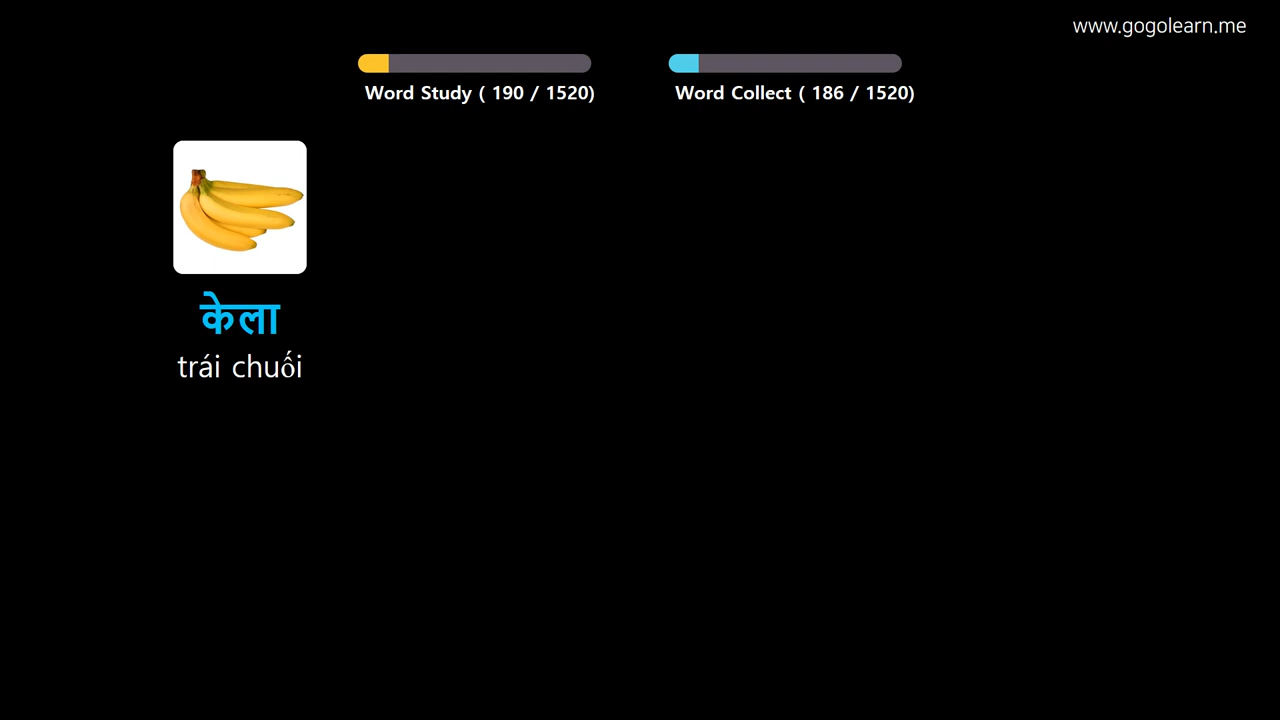 www.gogolearn.me
Word Study ( 190 / 1520)
Word Collect ( 186 / 1520)
केला
trái chuối